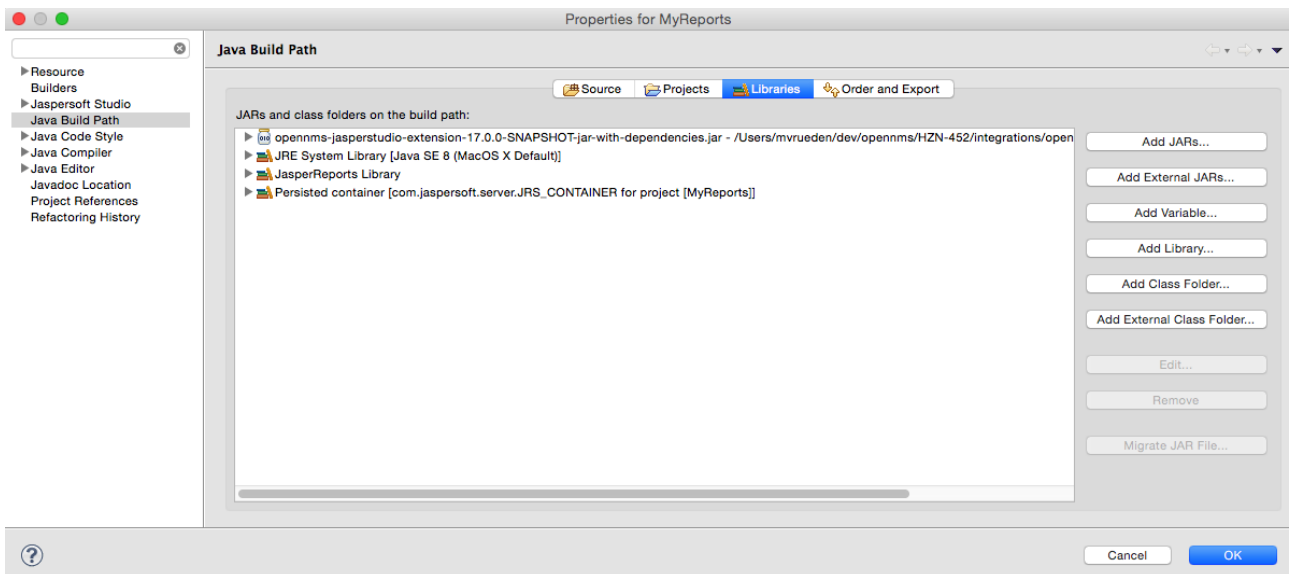 Properties for MyReports
Java Build Path
Resource
Builders
Jaspersoft Studio
Java Build Path
Java Code Style
Java Compiler
Java Editor
Javadoc Location
Project References
Refactoring History
Source Projects Libraries Order and Export
JARs and class folders on the build path:
opennms-jasperstudio-extension-17.0.0-SNAPSHOT-jar-with-dependencies.jar - /Users/mvrueden/dev/opennms/HZN-452/integrations/open
JRE System Library [Java SE 8 (MacOS X Default)]
JasperReports Library
Persisted container [com.jaspersoft.server.JRS_CONTAINER for project [MyReports]]
Add JARs...
Add External JARs...
Add Variable...
Add Library...
Add Class Folder...
Add External Class Folder...
Edit...
Remove
Migrate JAR File...
Cancel OK